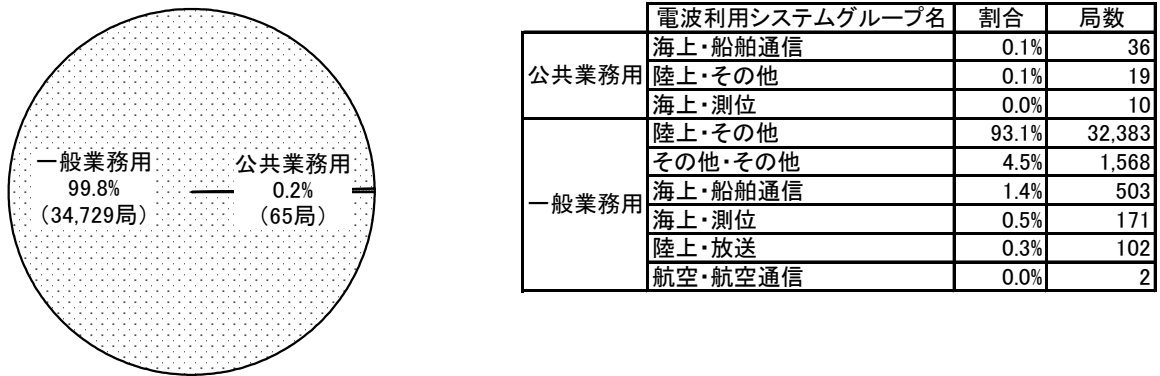 一般業務用
99.8%
（34,729局）
公共業務用
0.2%
（65局）
電波利用システムグループ名 割合 局数
公共業務用 海上・船舶通信 0.1% 36
陸上・その他 0.1% 19
海上・測位 0.0% 10
一般業務用 陸上・その他 93.1% 32,383
その他・その他 4.5% 1,568
海上・船舶通信 1.4% 503
海上・測位 0.5% 171
陸上・放送 0.3% 102
航空・航空通信 0.0% 2